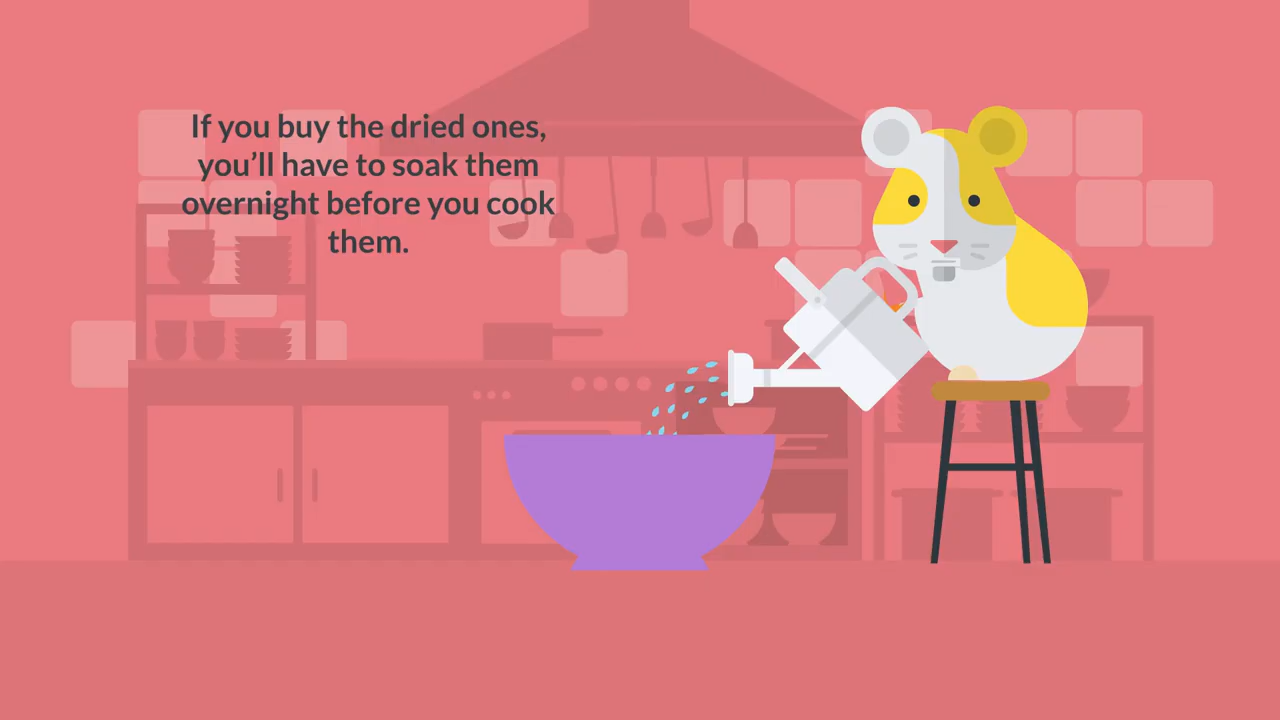 If you buy the dried ones,
you’ll have to soak them
overnight before you cook
them.